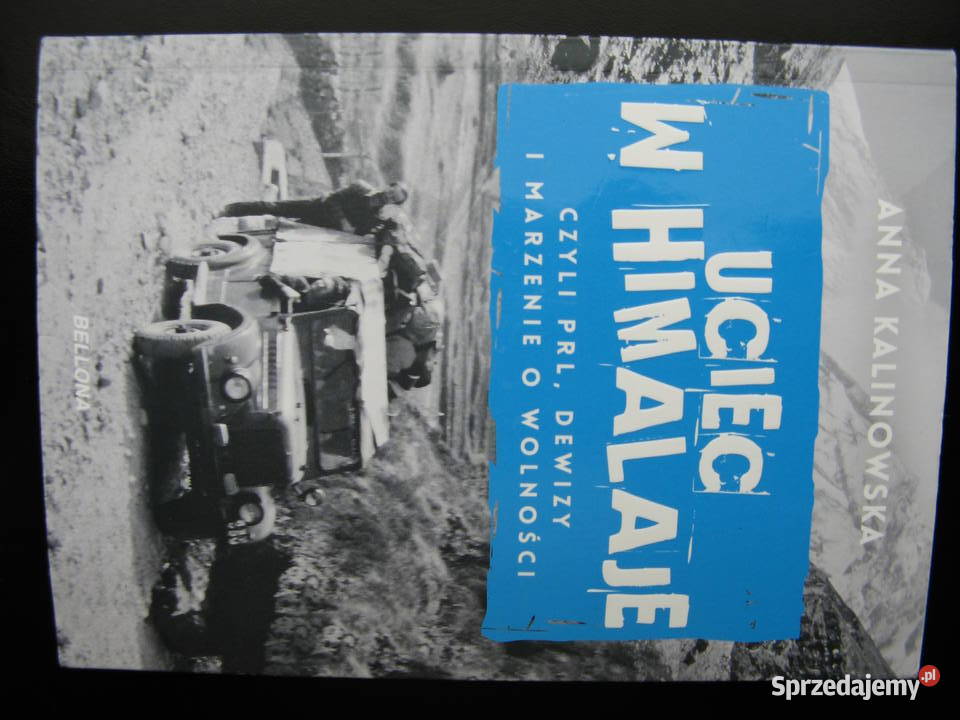 ANNA KALINOWSKA
UCIEC
W HIMALAJE
CZYLI PRL, DEWIZY
I MARZENIE O WOLNOŚCI
BELLONA
Sprzedajemy.pl